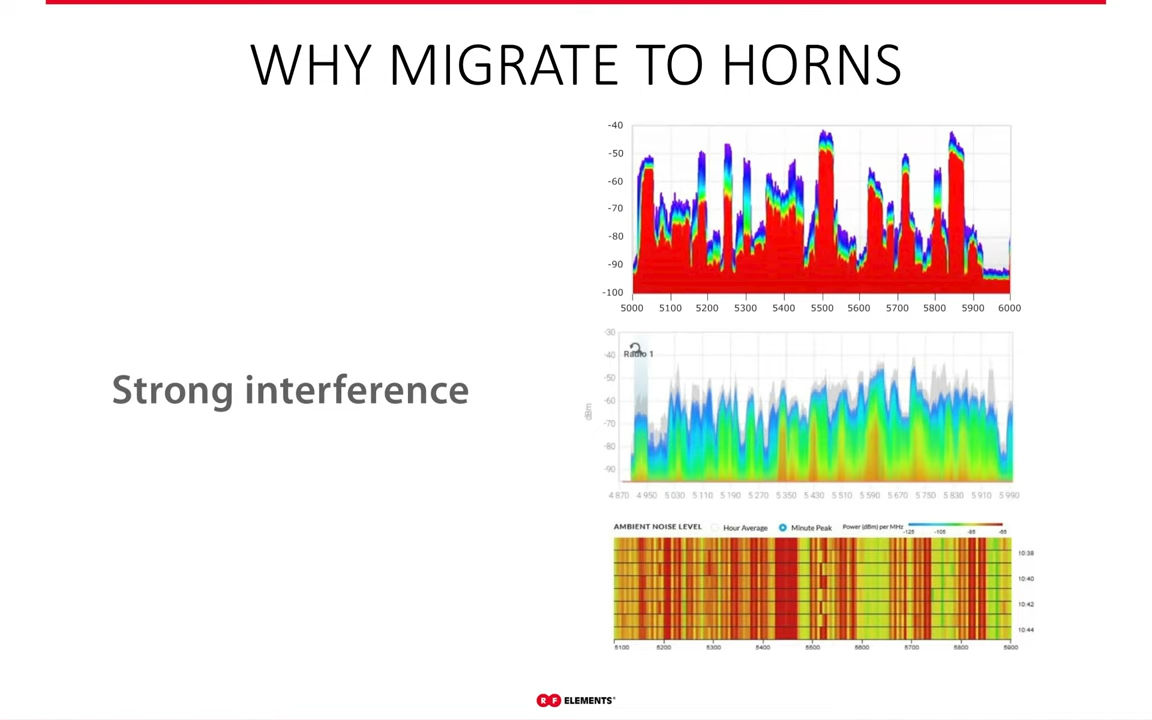 WHY MIGRATE TO HORNS
Strong interference
-40
-50
-60
-70
-80
-90
-100
5000 5100 5200 5300 5400 5500 5600 5700 5800 5900 6000
-30
-40
Radio 1
-50
-60
-70
-80
-90
dBm
4 870 4 950 5 030 5 110 5 190 5 270 5 350 5 430 5 510 5 590 5 670 5 750 5 830 5 910 5 990
AMBIENT NOISE LEVEL Hour Average Minute Peak Power (dBm) per MHz
10:38
10:40
10:42
10:44
5100 5200 5300 5400 5500 5600 5700 5800 5900
RF ELEMENTS